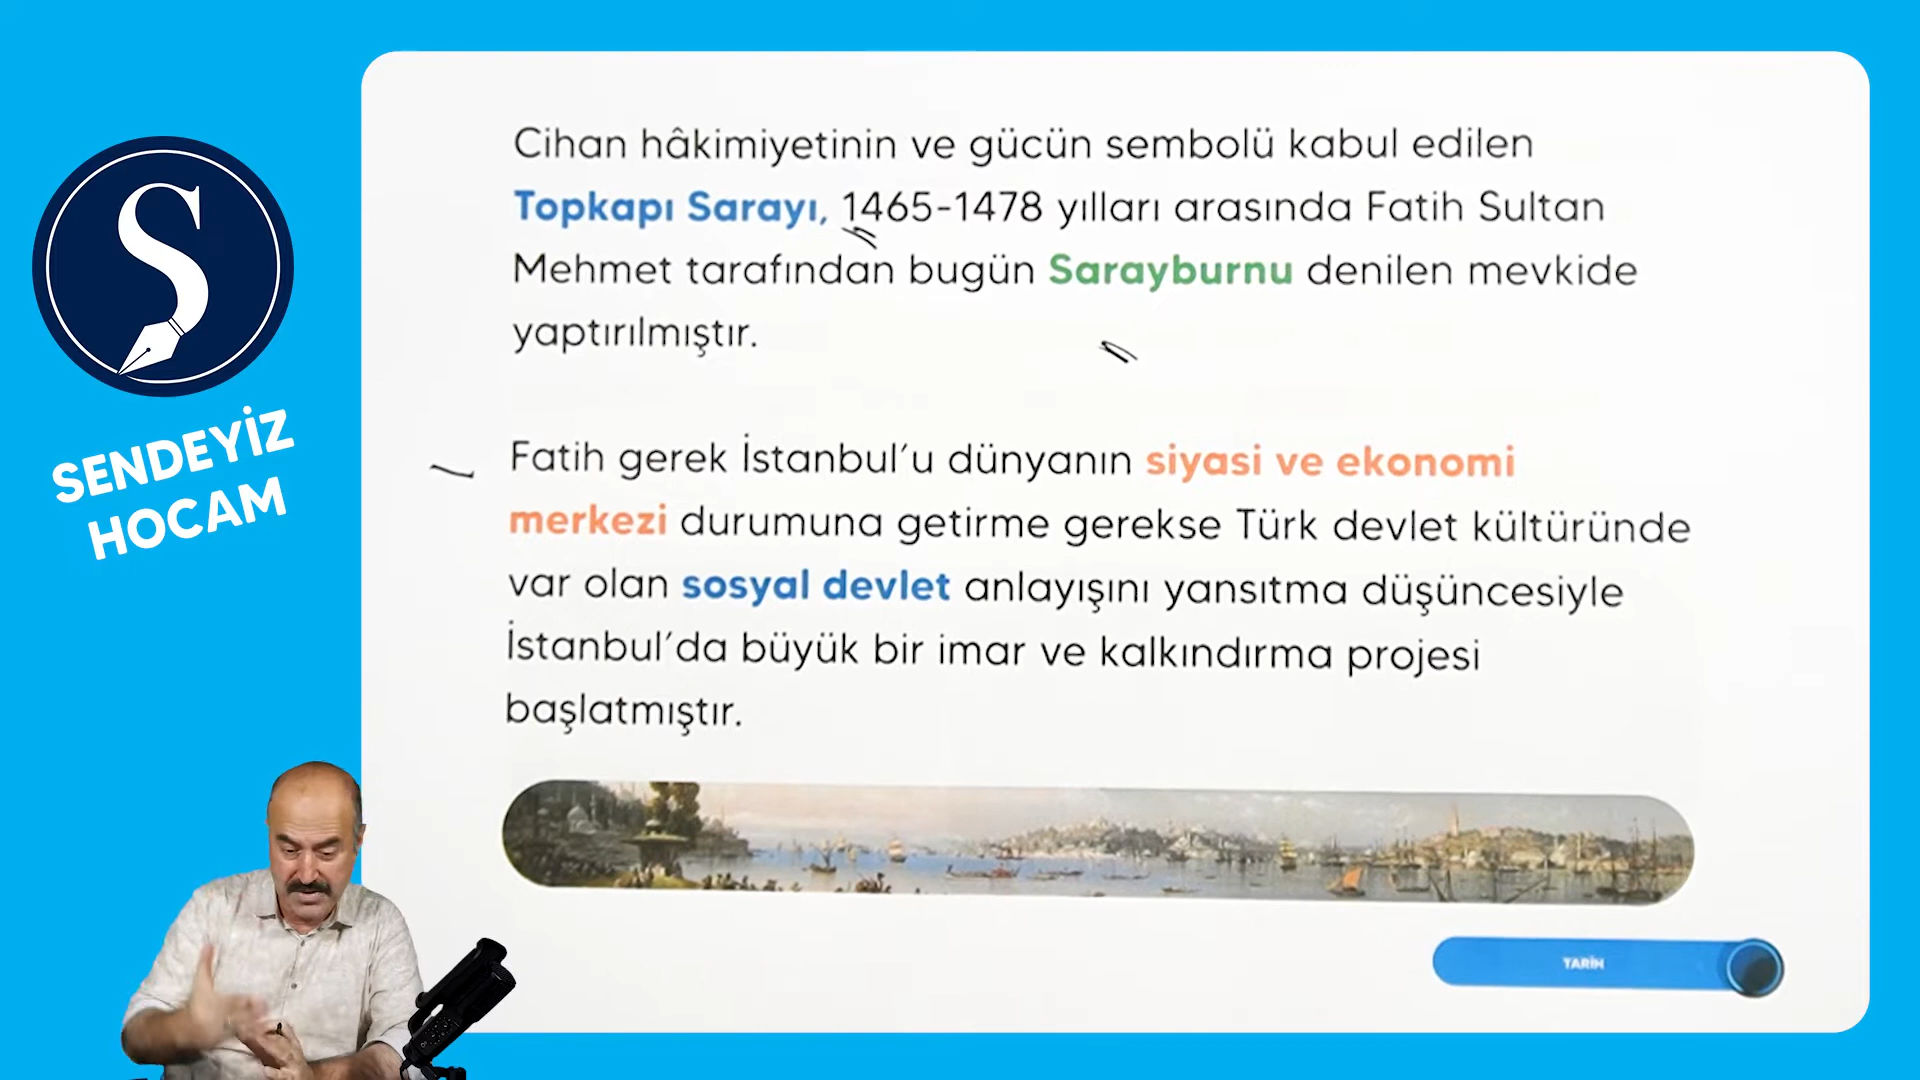 Cihan hâkimiyetinin ve gücün sembolü kabul edilen
Topkapı Sarayı, 1465-1478 yılları arasında Fatih Sultan
Mehmet tarafından bugün Sarayburnu denilen mevkide
yaptırılmıştır.
Fatih gerek İstanbul'u dünyanın siyasi ve ekonomi
merkezi durumuna getirme gerekse Türk devlet kültüründe
var olan sosyal devlet anlayışını yansıtma düşüncesiyle
İstanbul'da büyük bir imar ve kalkındırma projesi
başlatmıştır.
TARİH
S
SENDEYİZ
HOCAM